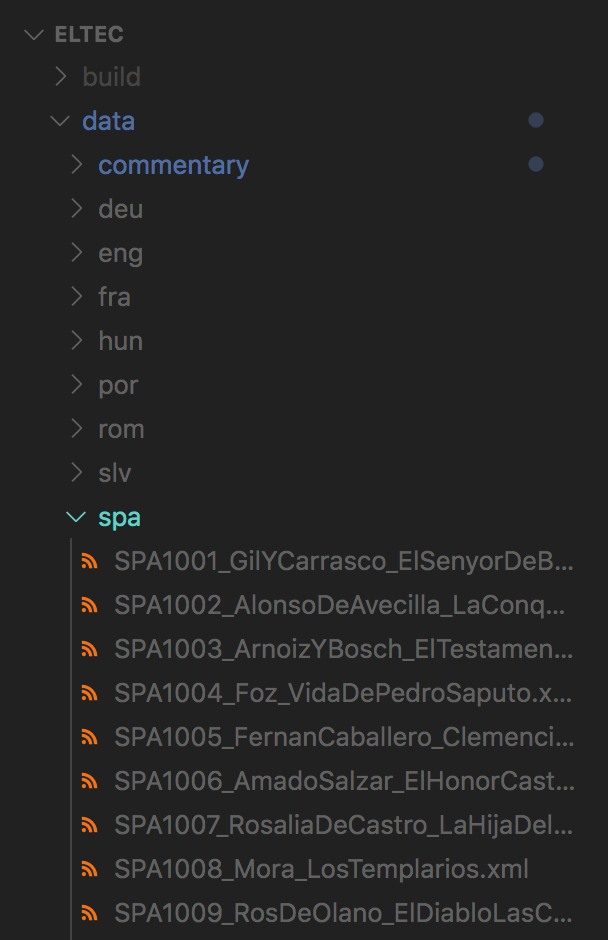 ELTEC
build
data
commentary
deu
eng
fra
hun
por
rom
slv
spa
SPA1001_GilYCarrasco_ElSenyorDeB...
SPA1002_AlonsoDeAvecilla_LaConq...
SPA1003_ArnoizYBosch_ElTestamen...
SPA1004_Foz_VidaDePedroSaputo.x...
SPA1005_FernanCaballero_Clemenci...
SPA1006_AmadoSalzar_ElHonorCast...
SPA1007_RosaliaDeCastro_LaHijaDel...
SPA1008_Mora_LosTemplarios.xml
SPA1009_RosDeOlano_ElDiabloLasC...